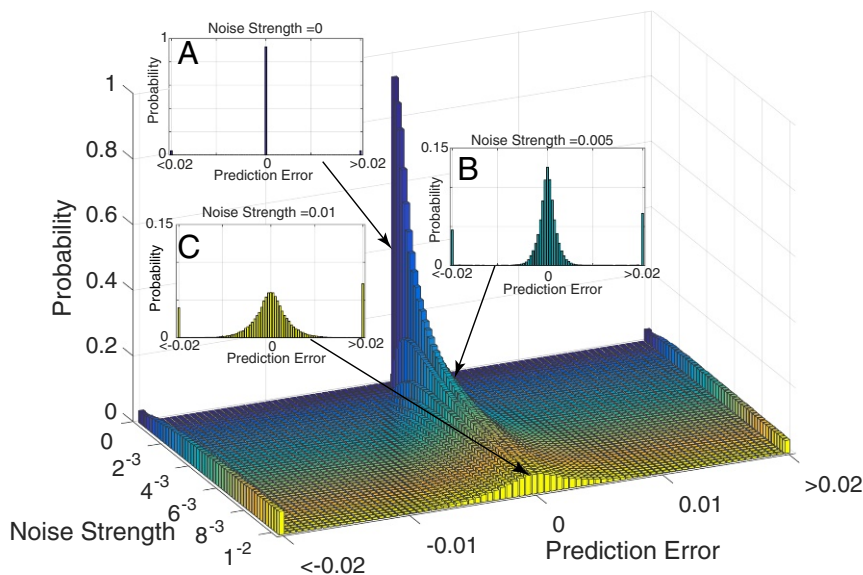 Noise Strength =0
A
1
Probability
0
<-0.02
0
>0.02
Prediction Error
Noise Strength =0.005
0.15
B
Probability
0
<-0.02
0
>0.02
Prediction Error
Noise Strength =0.01
0.15
C
Probability
0
<-0.02
0
>0.02
Prediction Error
1
0.8
0.6
0.4
0.2
0
Probability
0
2-3
4-3
6-3
8-3
1-2
Noise Strength
<-0.02
-0.01
0
0.01
>0.02
Prediction Error